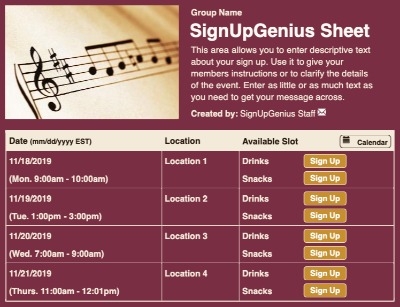 Group Name
SignUpGenius Sheet
This area allows you to enter descriptive text
about your sign up. Use it to give your
members instructions or to clarify the details
of the event. Enter as little or as much text as
you need to get your message across.
Created by: SignUpGenius Staff
Date (mm/dd/yyyy EST) Location Available Slot Calendar
11/18/2019 Location 1 Drinks Sign Up
(Mon. 9:00am - 10:00am) Snacks Sign Up
11/19/2019 Location 2 Drinks Sign Up
(Tue. 1:00pm - 3:00pm) Snacks Sign Up
11/20/2019 Location 3 Drinks Sign Up
(Wed. 7:00am - 9:00am) Snacks Sign Up
11/21/2019 Location 4 Drinks Sign Up
(Thurs. 11:00am - 12:01pm) Snacks Sign Up